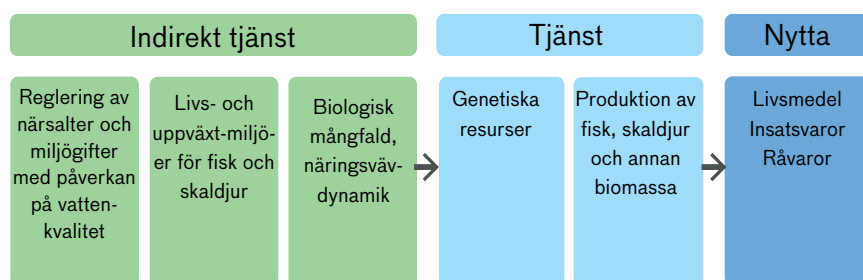 Indirekt tjänst
Tjänst
Nytta
Reglering av
närsalter och
miljögifter
med påverkan
på vatten-
kvalitet
Livs- och
uppväxt-miljö-
er för fisk och
skaldjur
Biologisk
mångfald,
näringsväv-
dynamik
Genetiska
resurser
Produktion av
fisk, skaldjur
och annan
biomassa
Livsmedel
Insatsvaror
Råvaror